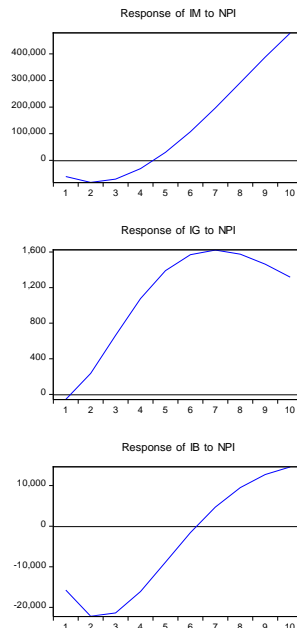 Response of IM to NPI
400,000
300,000
200,000
100,000
0
1 2 3 4 5 6 7 8 9 10
Response of IG to NPI
1,600
1,200
800
400
0
1 2 3 4 5 6 7 8 9 10
Response of IB to NPI
10,000
0
-10,000
-20,000
1 2 3 4 5 6 7 8 9 10